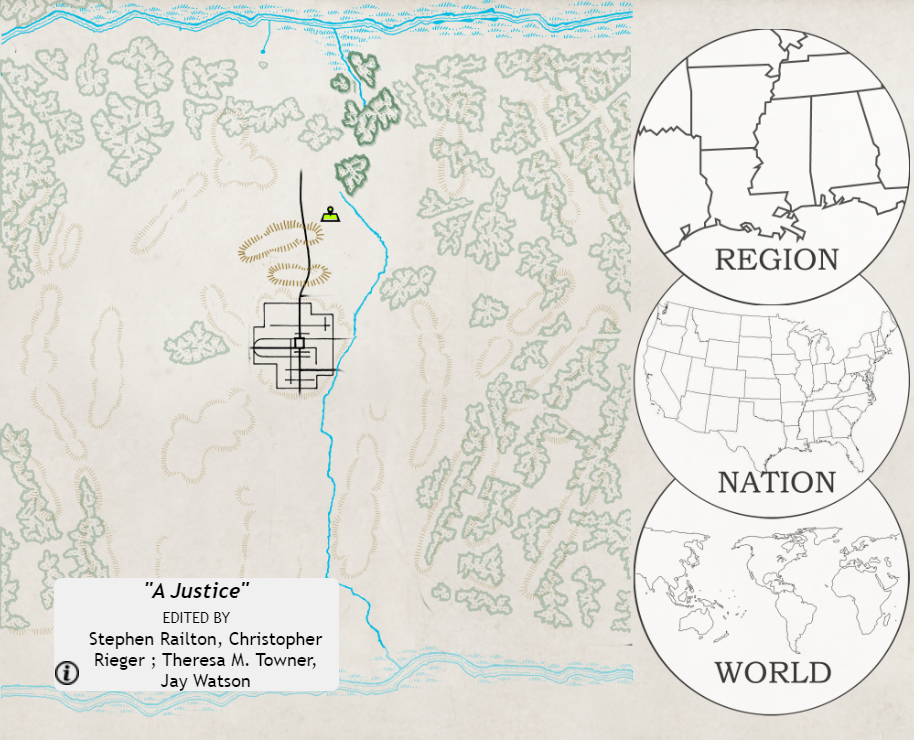 REGION
NATION
"A Justice"
EDITED BY
Stephen Railton, Christopher
Rieger ; Theresa M. Towner,
Jay Watson
i
WORLD